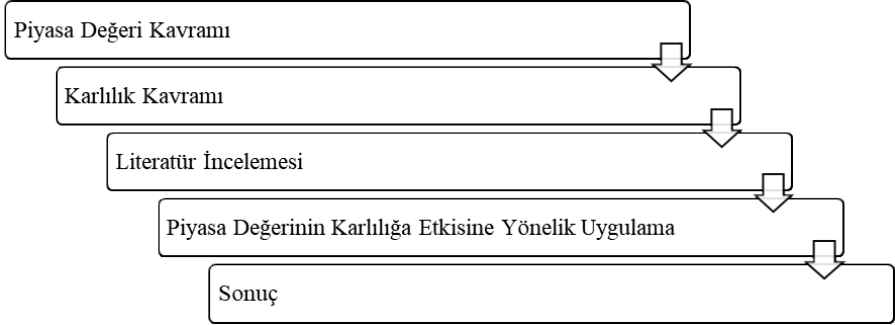 Piyasa Değeri Kavramı
Karlılık Kavramı
Literatür İncelemesi
Piyasa Değerinin Karlılığa Etkisine Yönelik Uygulama
Sonuç